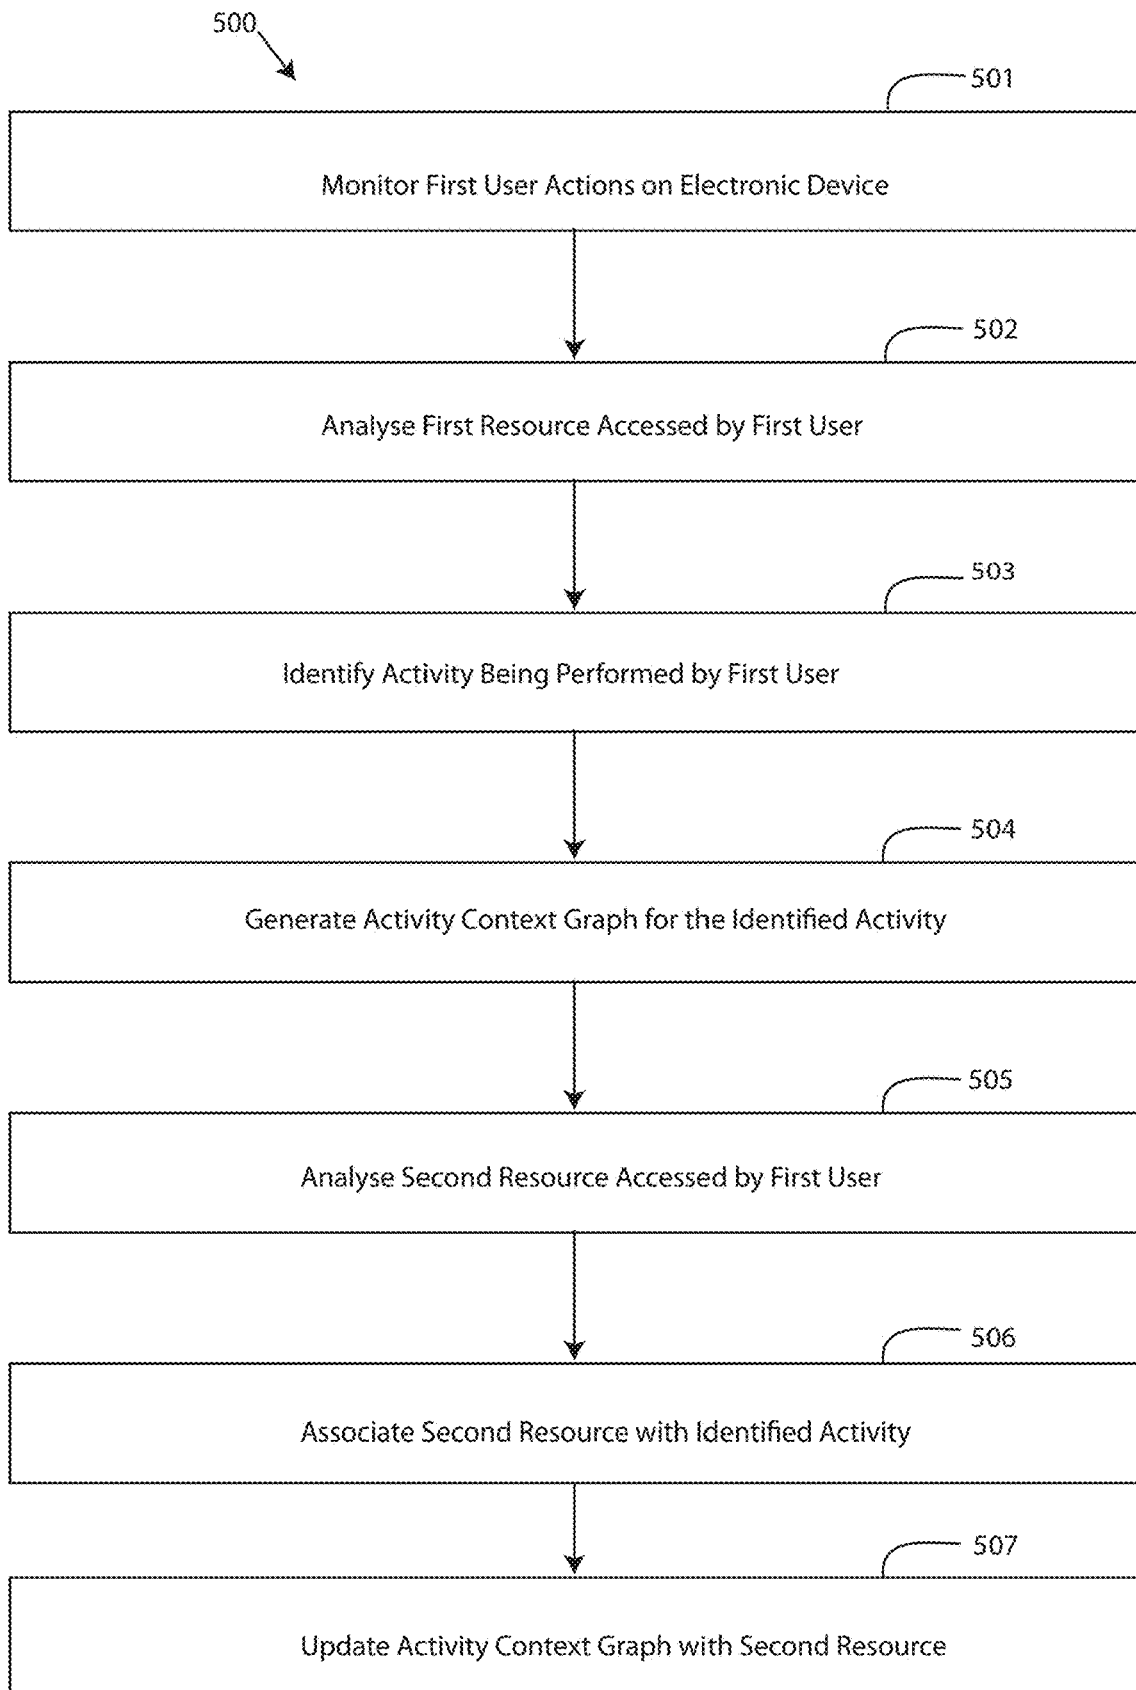 500
501
Monitor First User Actions on Electronic Device
502
Analyse First Resource Accessed by First User
503
Identify Activity Being Performed by First User
504
Generate Activity Context Graph for the Identified Activity
505
Analyse Second Resource Accessed by First User
506
Associate Second Resource with Identified Activity
507
Update Activity Context Graph with Second Resource